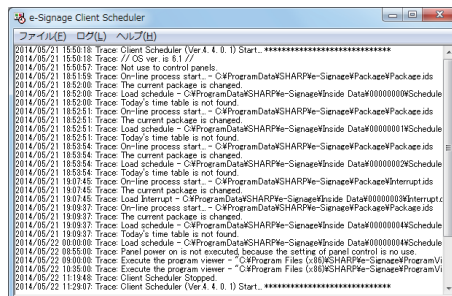 e-Signage Client Scheduler
ファイル(F) ログ(L) ヘルプ(H)
2014/05/21 15:50:18: Trace: Client Scheduler (Ver.4. 4. 0. 1) Start... ******************************
2014/05/21 15:50:18: Trace: // OS ver. is 6.1 //
2014/05/21 15:50:57: Trace: Not use to control panels.
2014/05/21 18:51:59: Trace: On-line process start... - C:¥ProgramData¥SHARP¥e-Signage¥Package¥Package.ids
2014/05/21 18:52:00: Trace: The current package is changed.
2014/05/21 18:52:00: Trace: Load schedule - C:¥ProgramData¥SHARP¥e-Signage¥Inside Data¥00000000¥Schedule
2014/05/21 18:52:00: Trace: Today's time table is not found.
2014/05/21 18:52:51: Trace: On-line process start... - C:¥ProgramData¥SHARP¥e-Signage¥Package¥Package.ids
2014/05/21 18:52:51: Trace: The current package is changed.
2014/05/21 18:52:51: Trace: Load schedule - C:¥ProgramData¥SHARP¥e-Signage¥Inside Data¥00000001¥Schedule
2014/05/21 18:52:51: Trace: Today's time table is not found.
2014/05/21 18:53:54: Trace: On-line process start... - C:¥ProgramData¥SHARP¥e-Signage¥Package¥Package.ids
2014/05/21 18:53:54: Trace: The current package is changed.
2014/05/21 18:53:54: Trace: Load schedule - C:¥ProgramData¥SHARP¥e-Signage¥Inside Data¥00000002¥Schedule
2014/05/21 18:53:54: Trace: Today's time table is not found.
2014/05/21 19:07:45: Trace: On-line process start... - C:¥ProgramData¥SHARP¥e-Signage¥Package¥Interrupt.ids
2014/05/21 19:07:45: Trace: The current package is changed.
2014/05/21 19:07:45: Trace: Load Interrupt - C:¥ProgramData¥SHARP¥e-Signage¥Inside Data¥00000003¥Interrupt.c
2014/05/21 19:09:37: Trace: On-line process start... - C:¥ProgramData¥SHARP¥e-Signage¥Package¥Package.ids
2014/05/21 19:09:37: Trace: The current package is changed.
2014/05/21 19:09:37: Trace: Load schedule - C:¥ProgramData¥SHARP¥e-Signage¥Inside Data¥00000004¥Schedule
2014/05/21 19:09:37: Trace: Today's time table is not found.
2014/05/22 00:00:00: Trace: Load schedule - C:¥ProgramData¥SHARP¥e-Signage¥Inside Data¥00000004¥Schedule
2014/05/22 08:55:00: Trace: Panel power on is not executed, because the setting of panel control is no use.
2014/05/22 09:00:00: Trace: Execute the program viewer - "C:¥Program Files (x86)¥SHARP¥e-Signage¥ProgramVi
2014/05/22 10:35:00: Trace: Execute the program viewer - "C:¥Program Files (x86)¥SHARP¥e-Signage¥ProgramVi
2014/05/22 11:19:48: Trace: Client Scheduler Stopped.
2014/05/22 11:29:07: Trace: Client Scheduler (Ver.4. 4. 0. 1) Start... ******************************